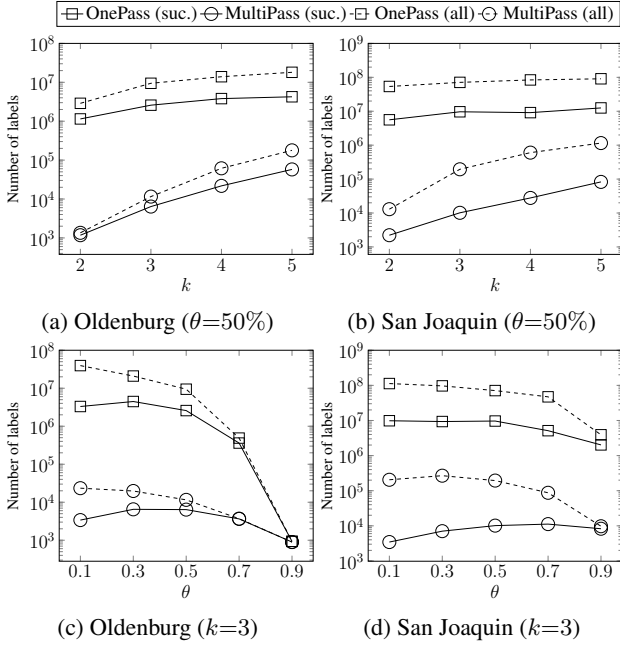 OnePass (suc.) MultiPass (suc.) OnePass (all) MultiPass (all)
10^8
10^7
10^6
10^5
10^4
10^3
Number of labels
2 3 4 5
k
(a) Oldenburg (θ=50%)
10^9
10^8
10^7
10^6
10^5
10^4
10^3
Number of labels
2 3 4 5
k
(b) San Joaquin (θ=50%)
10^8
10^7
10^6
10^5
10^4
10^3
Number of labels
0.1 0.3 0.5 0.7 0.9
θ
(c) Oldenburg (k=3)
10^9
10^8
10^7
10^6
10^5
10^4
10^3
Number of labels
0.1 0.3 0.5 0.7 0.9
θ
(d) San Joaquin (k=3)